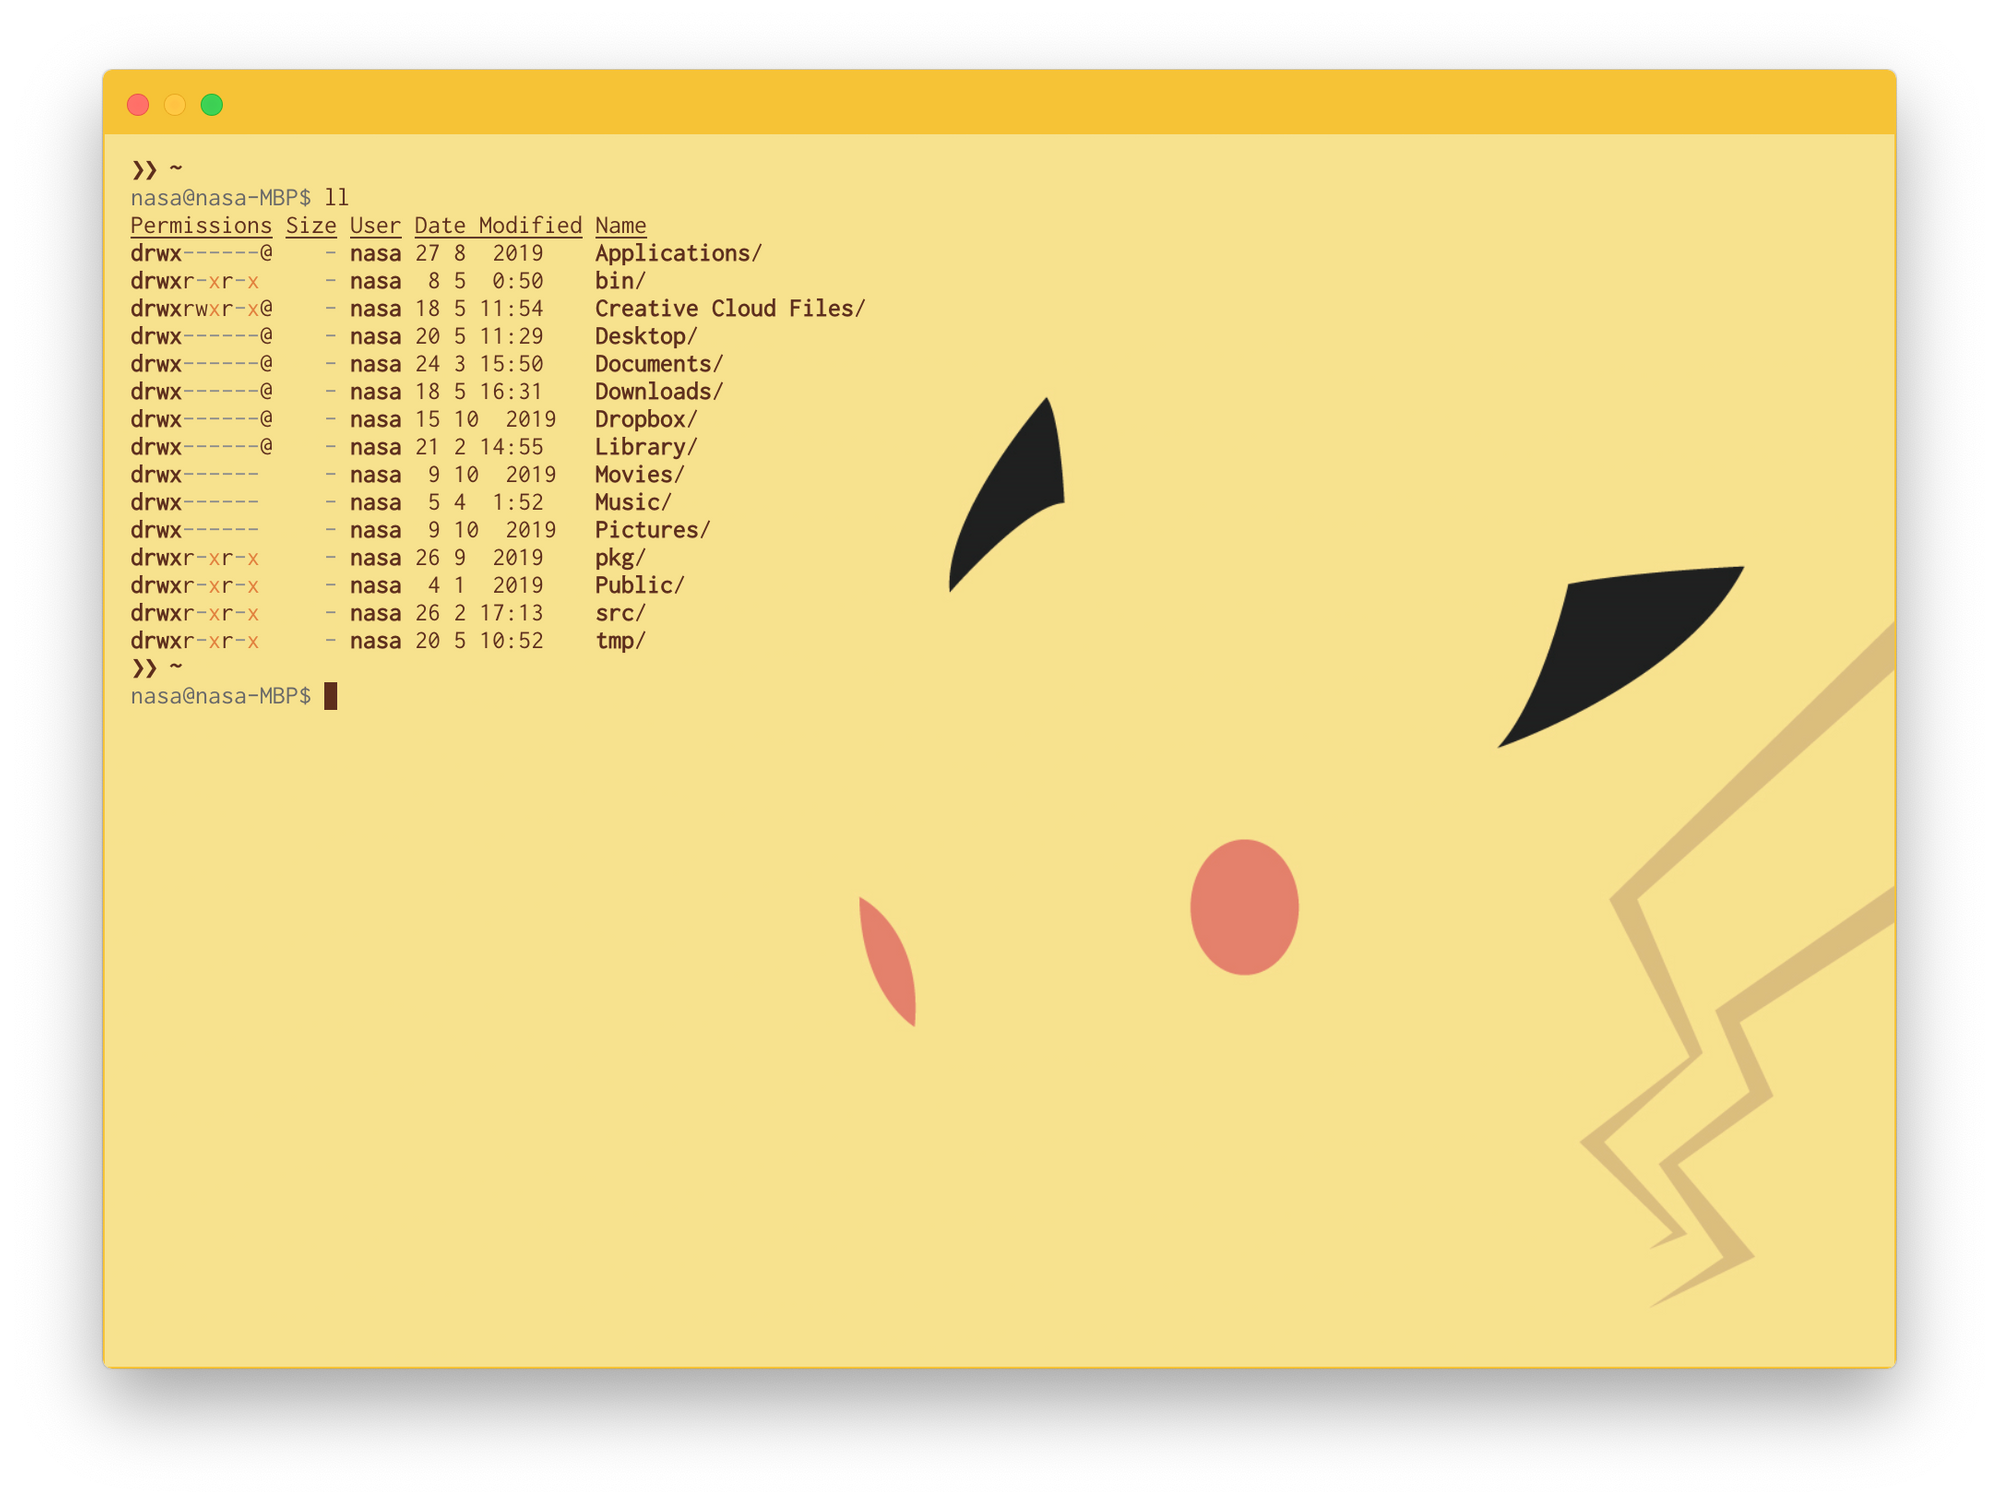 ❯❯ ~
nasa@nasa-MBP$ ll
Permissions Size User Date Modified Name
drwx------@    - nasa 27 8  2019    Applications/
drwxr-xr-x     - nasa  8 5  0:50    bin/
drwxrwxr-x@    - nasa 18 5 11:54    Creative Cloud Files/
drwx------@    - nasa 20 5 11:29    Desktop/
drwx------@    - nasa 24 3 15:50    Documents/
drwx------@    - nasa 18 5 16:31    Downloads/
drwx------@    - nasa 15 10  2019   Dropbox/
drwx------@    - nasa 21 2 14:55    Library/
drwx------     - nasa  9 10  2019   Movies/
drwx------     - nasa  5 4  1:52    Music/
drwx------     - nasa  9 10  2019   Pictures/
drwxr-xr-x     - nasa 26 9  2019    pkg/
drwxr-xr-x     - nasa  4 1  2019    Public/
drwxr-xr-x     - nasa 26 2 17:13    src/
drwxr-xr-x     - nasa 20 5 10:52    tmp/
❯❯ ~
nasa@nasa-MBP$